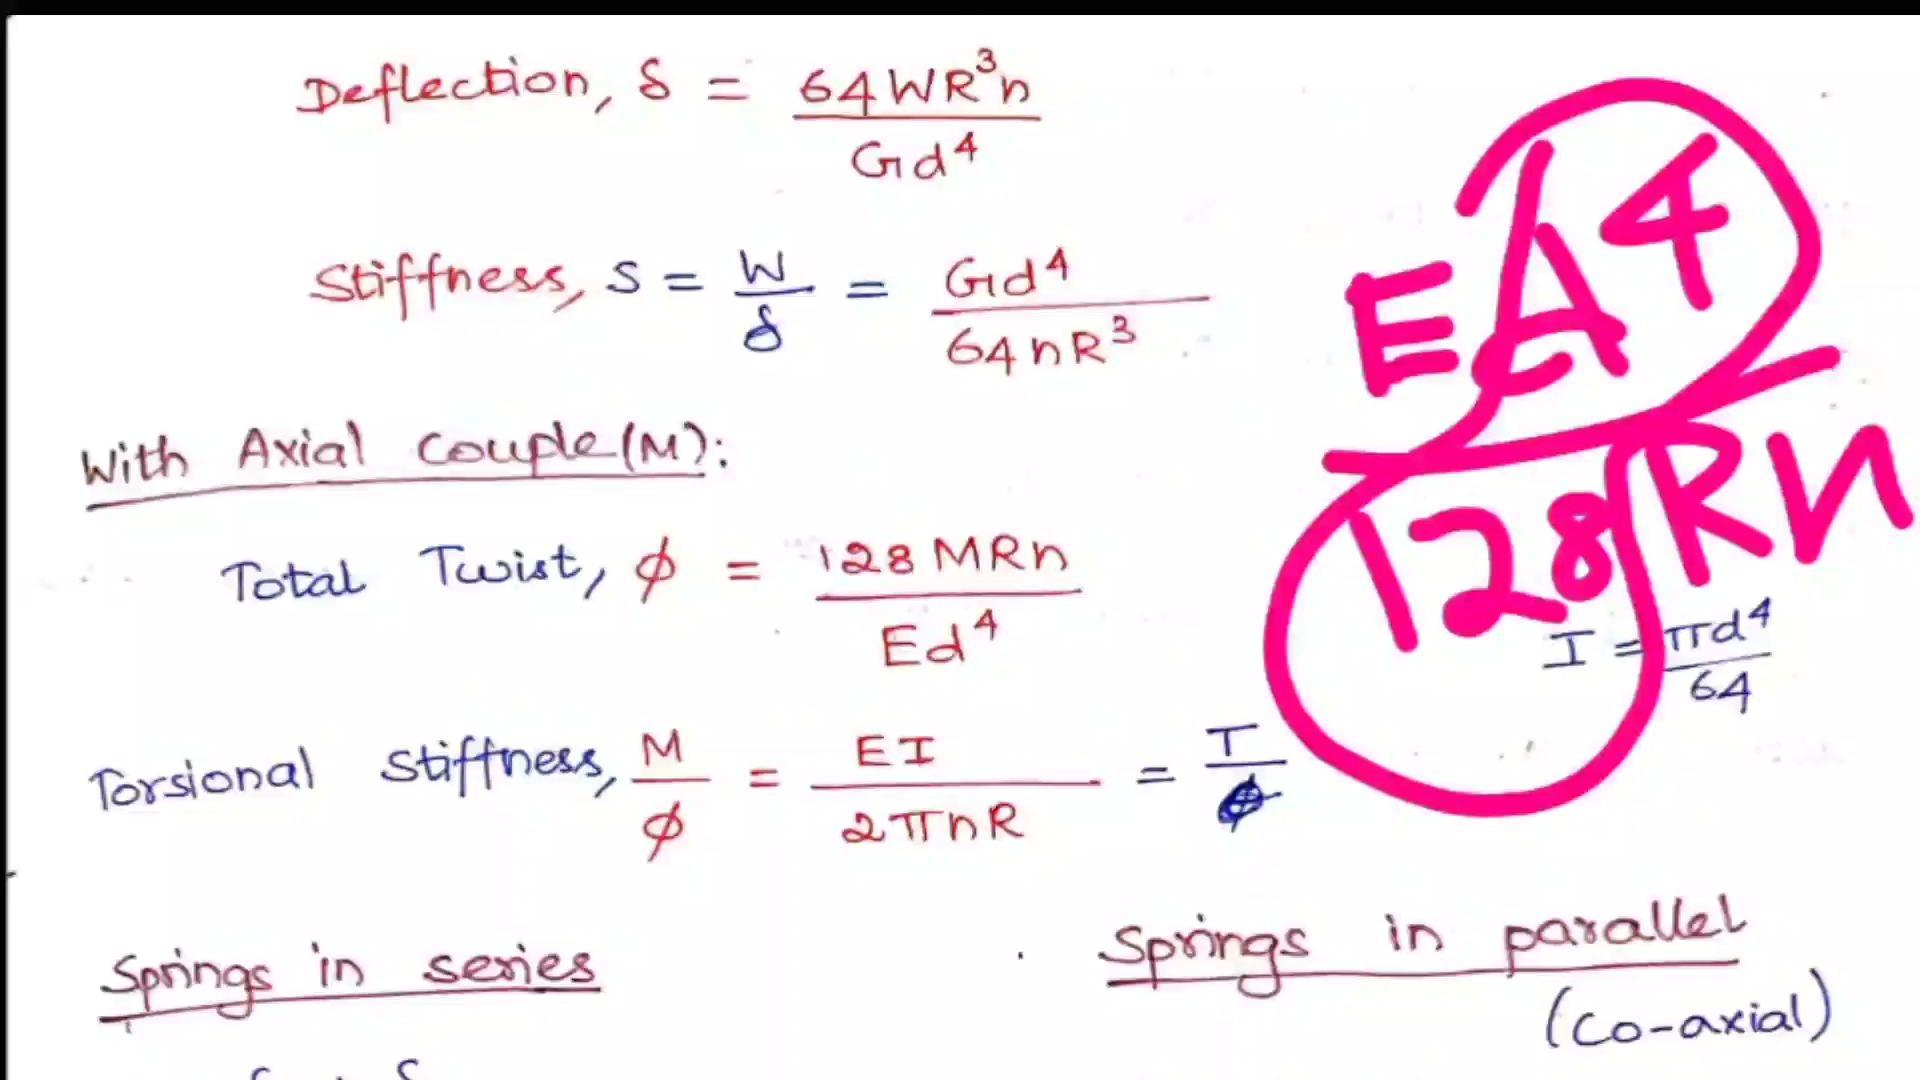 Deflection, δ = 64WR³n / Gd⁴
Stiffness, S = W/δ = Gd⁴ / 64nR³
With Axial couple (M):
Total Twist, ϕ = 128MRn / Ed⁴
Torsional Stiffness, M/ϕ = EI / 2πnR = T/ϕ
Ed⁴ / 128Rn
I = πd⁴ / 64
Springs in series
Springs in parallel
(Co-axial)